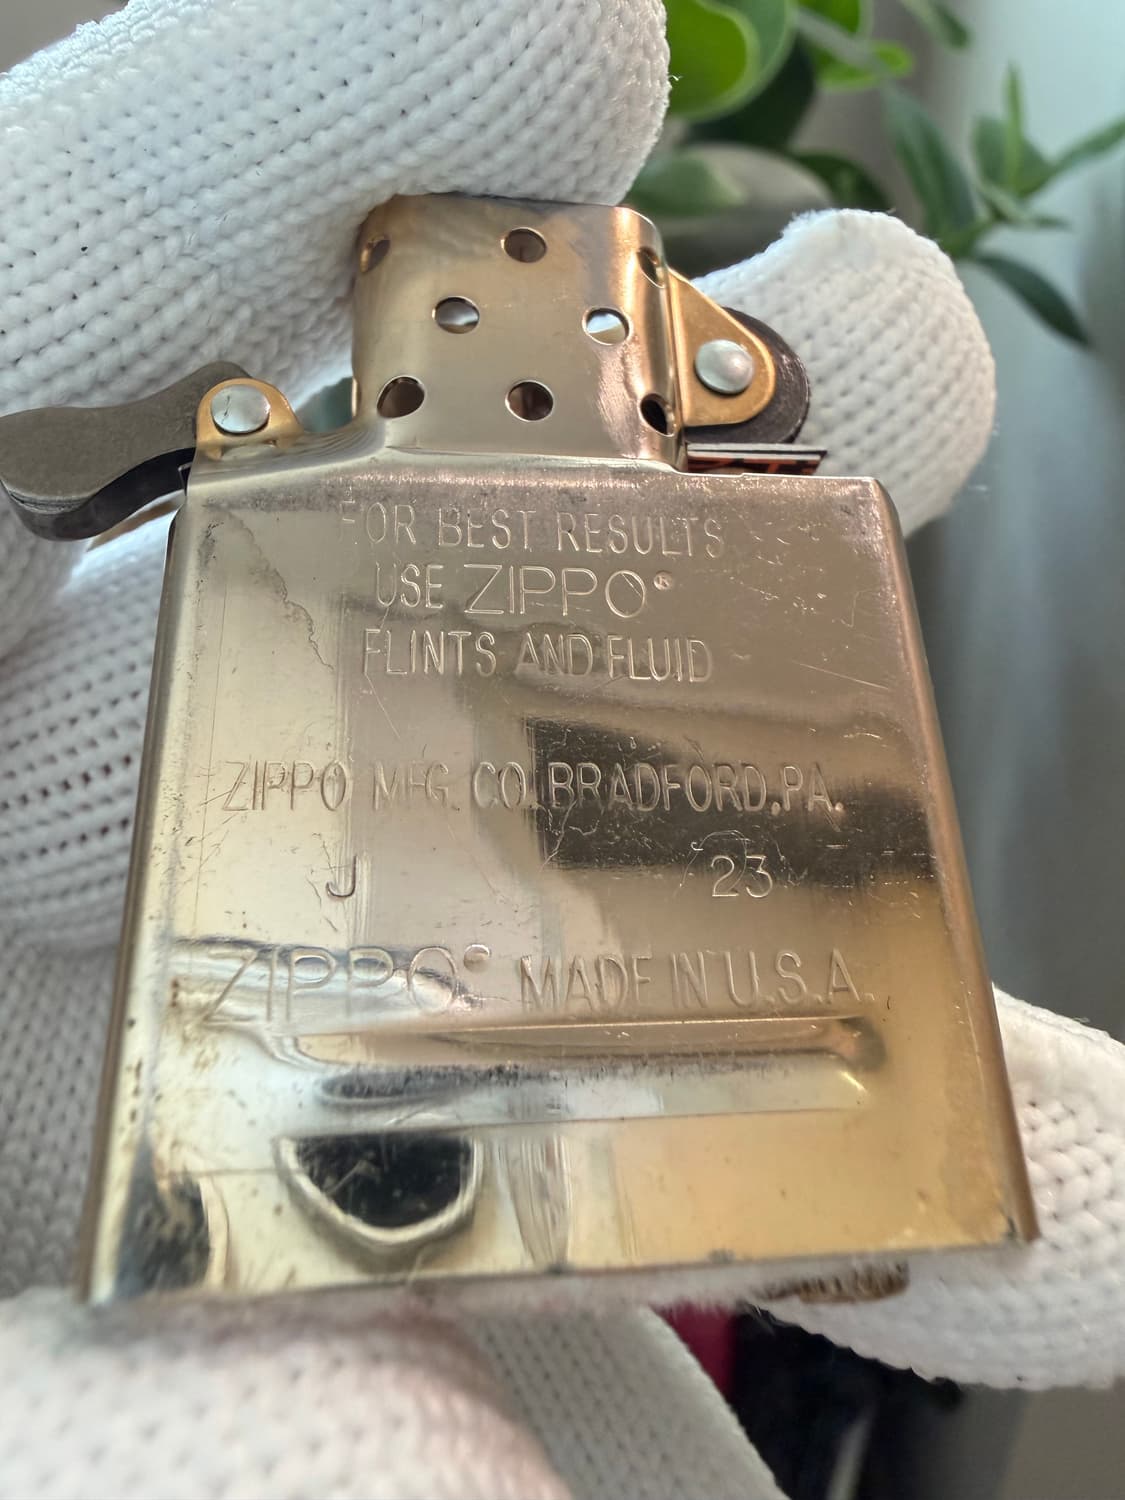 FOR BEST RESULTS
USE ZIPPO®
FLINTS AND FLUID
ZIPPO MFG. CO. BRADFORD, PA.
J 23
ZIPPO® MADE IN U.S.A.